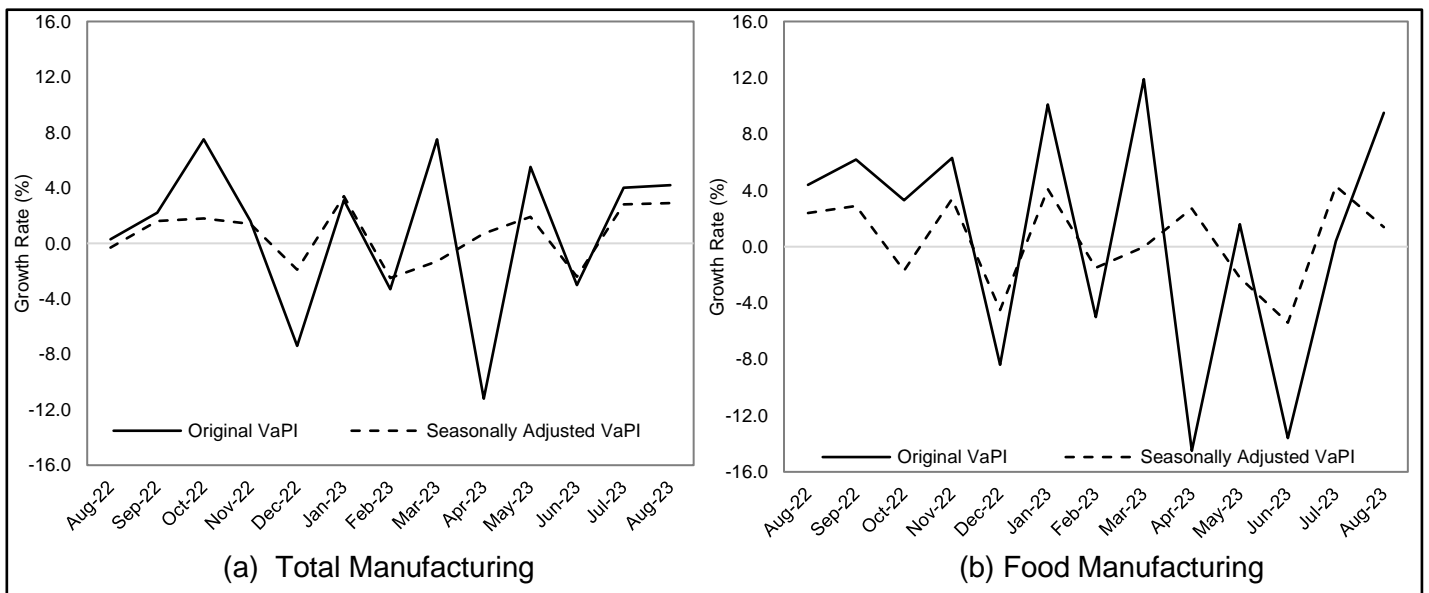 16.0
12.0
8.0
4.0
0.0
-4.0
-8.0
-12.0
-16.0
Growth Rate (%)
Original VaPI
Seasonally Adjusted VaPI
Aug-22
Sep-22
Oct-22
Nov-22
Dec-22
Jan-23
Feb-23
Mar-23
Apr-23
May-23
Jun-23
Jul-23
Aug-23
(a) Total Manufacturing
16.0
12.0
8.0
4.0
0.0
-4.0
-8.0
-12.0
-16.0
Growth Rate (%)
Original VaPI
Seasonally Adjusted VaPI
Aug-22
Sep-22
Oct-22
Nov-22
Dec-22
Jan-23
Feb-23
Mar-23
Apr-23
May-23
Jun-23
Jul-23
Aug-23
(b) Food Manufacturing